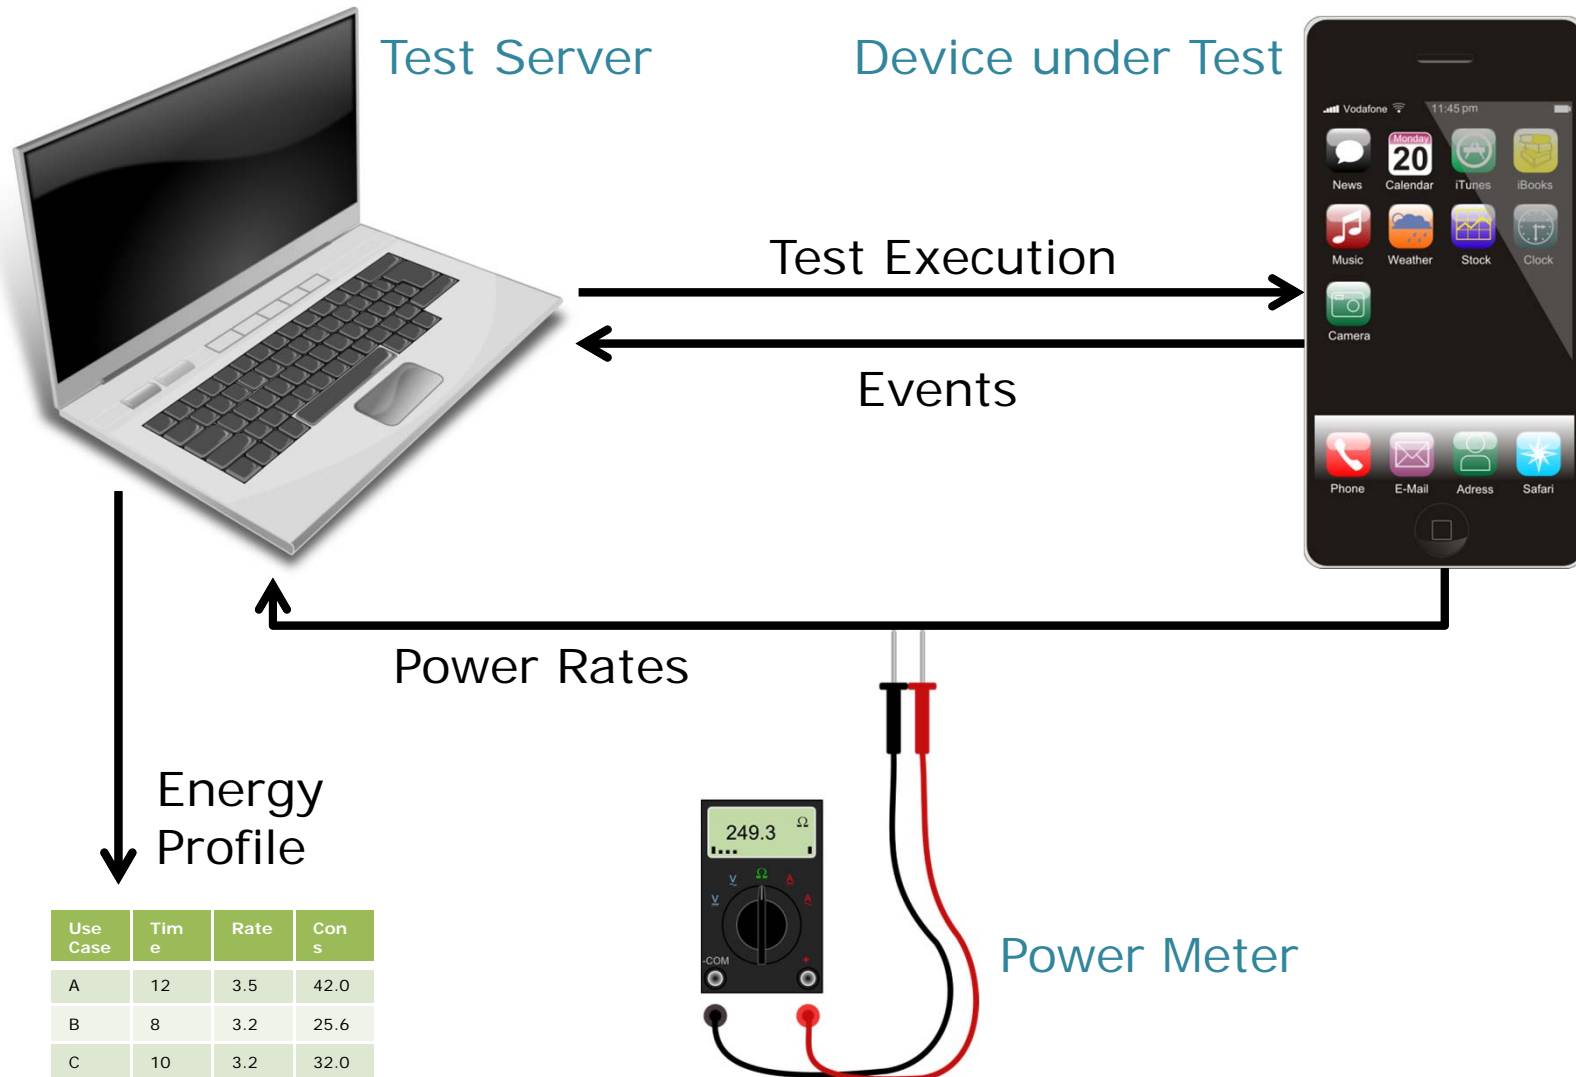 Test Server
Device under Test
Vodafone 11:45 pm
Monday
20
News Calendar iTunes iBooks
Music Weather Stock Clock
Camera
Phone E-Mail Adress Safari
Test Execution
Events
Power Rates
Energy
Profile
249.3 Ω
V Ω A
V A
-COM +
Power Meter
Use Tim Rate Con
Case e s
A 12 3.5 42.0
B 8 3.2 25.6
C 10 3.2 32.0